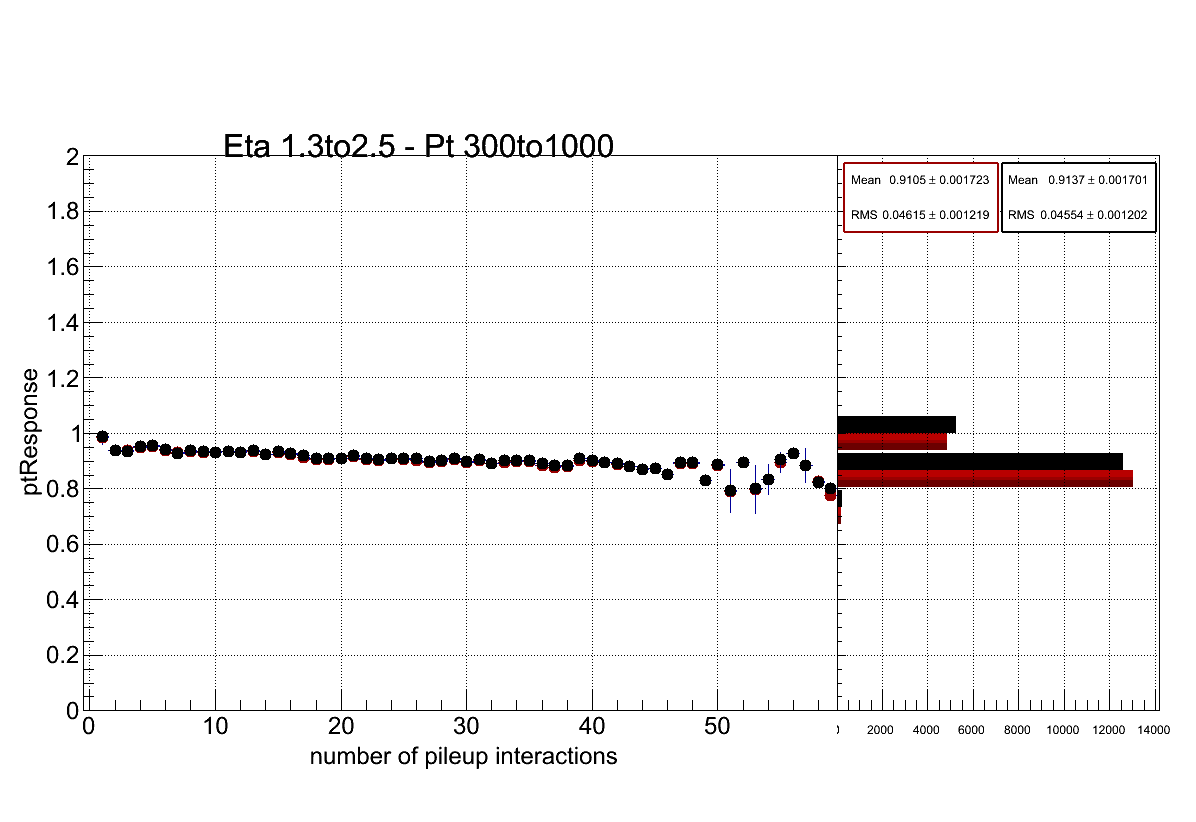 Eta 1.3to2.5 - Pt 300to1000
Mean 0.9105 ± 0.001723
RMS 0.04615 ± 0.001219
Mean 0.9137 ± 0.001701
RMS 0.04554 ± 0.001202
ptResponse
2
1.8
1.6
1.4
1.2
1
0.8
0.6
0.4
0.2
0
0 10 20 30 40 50
2000 4000 6000 8000 10000 12000 14000
number of pileup interactions